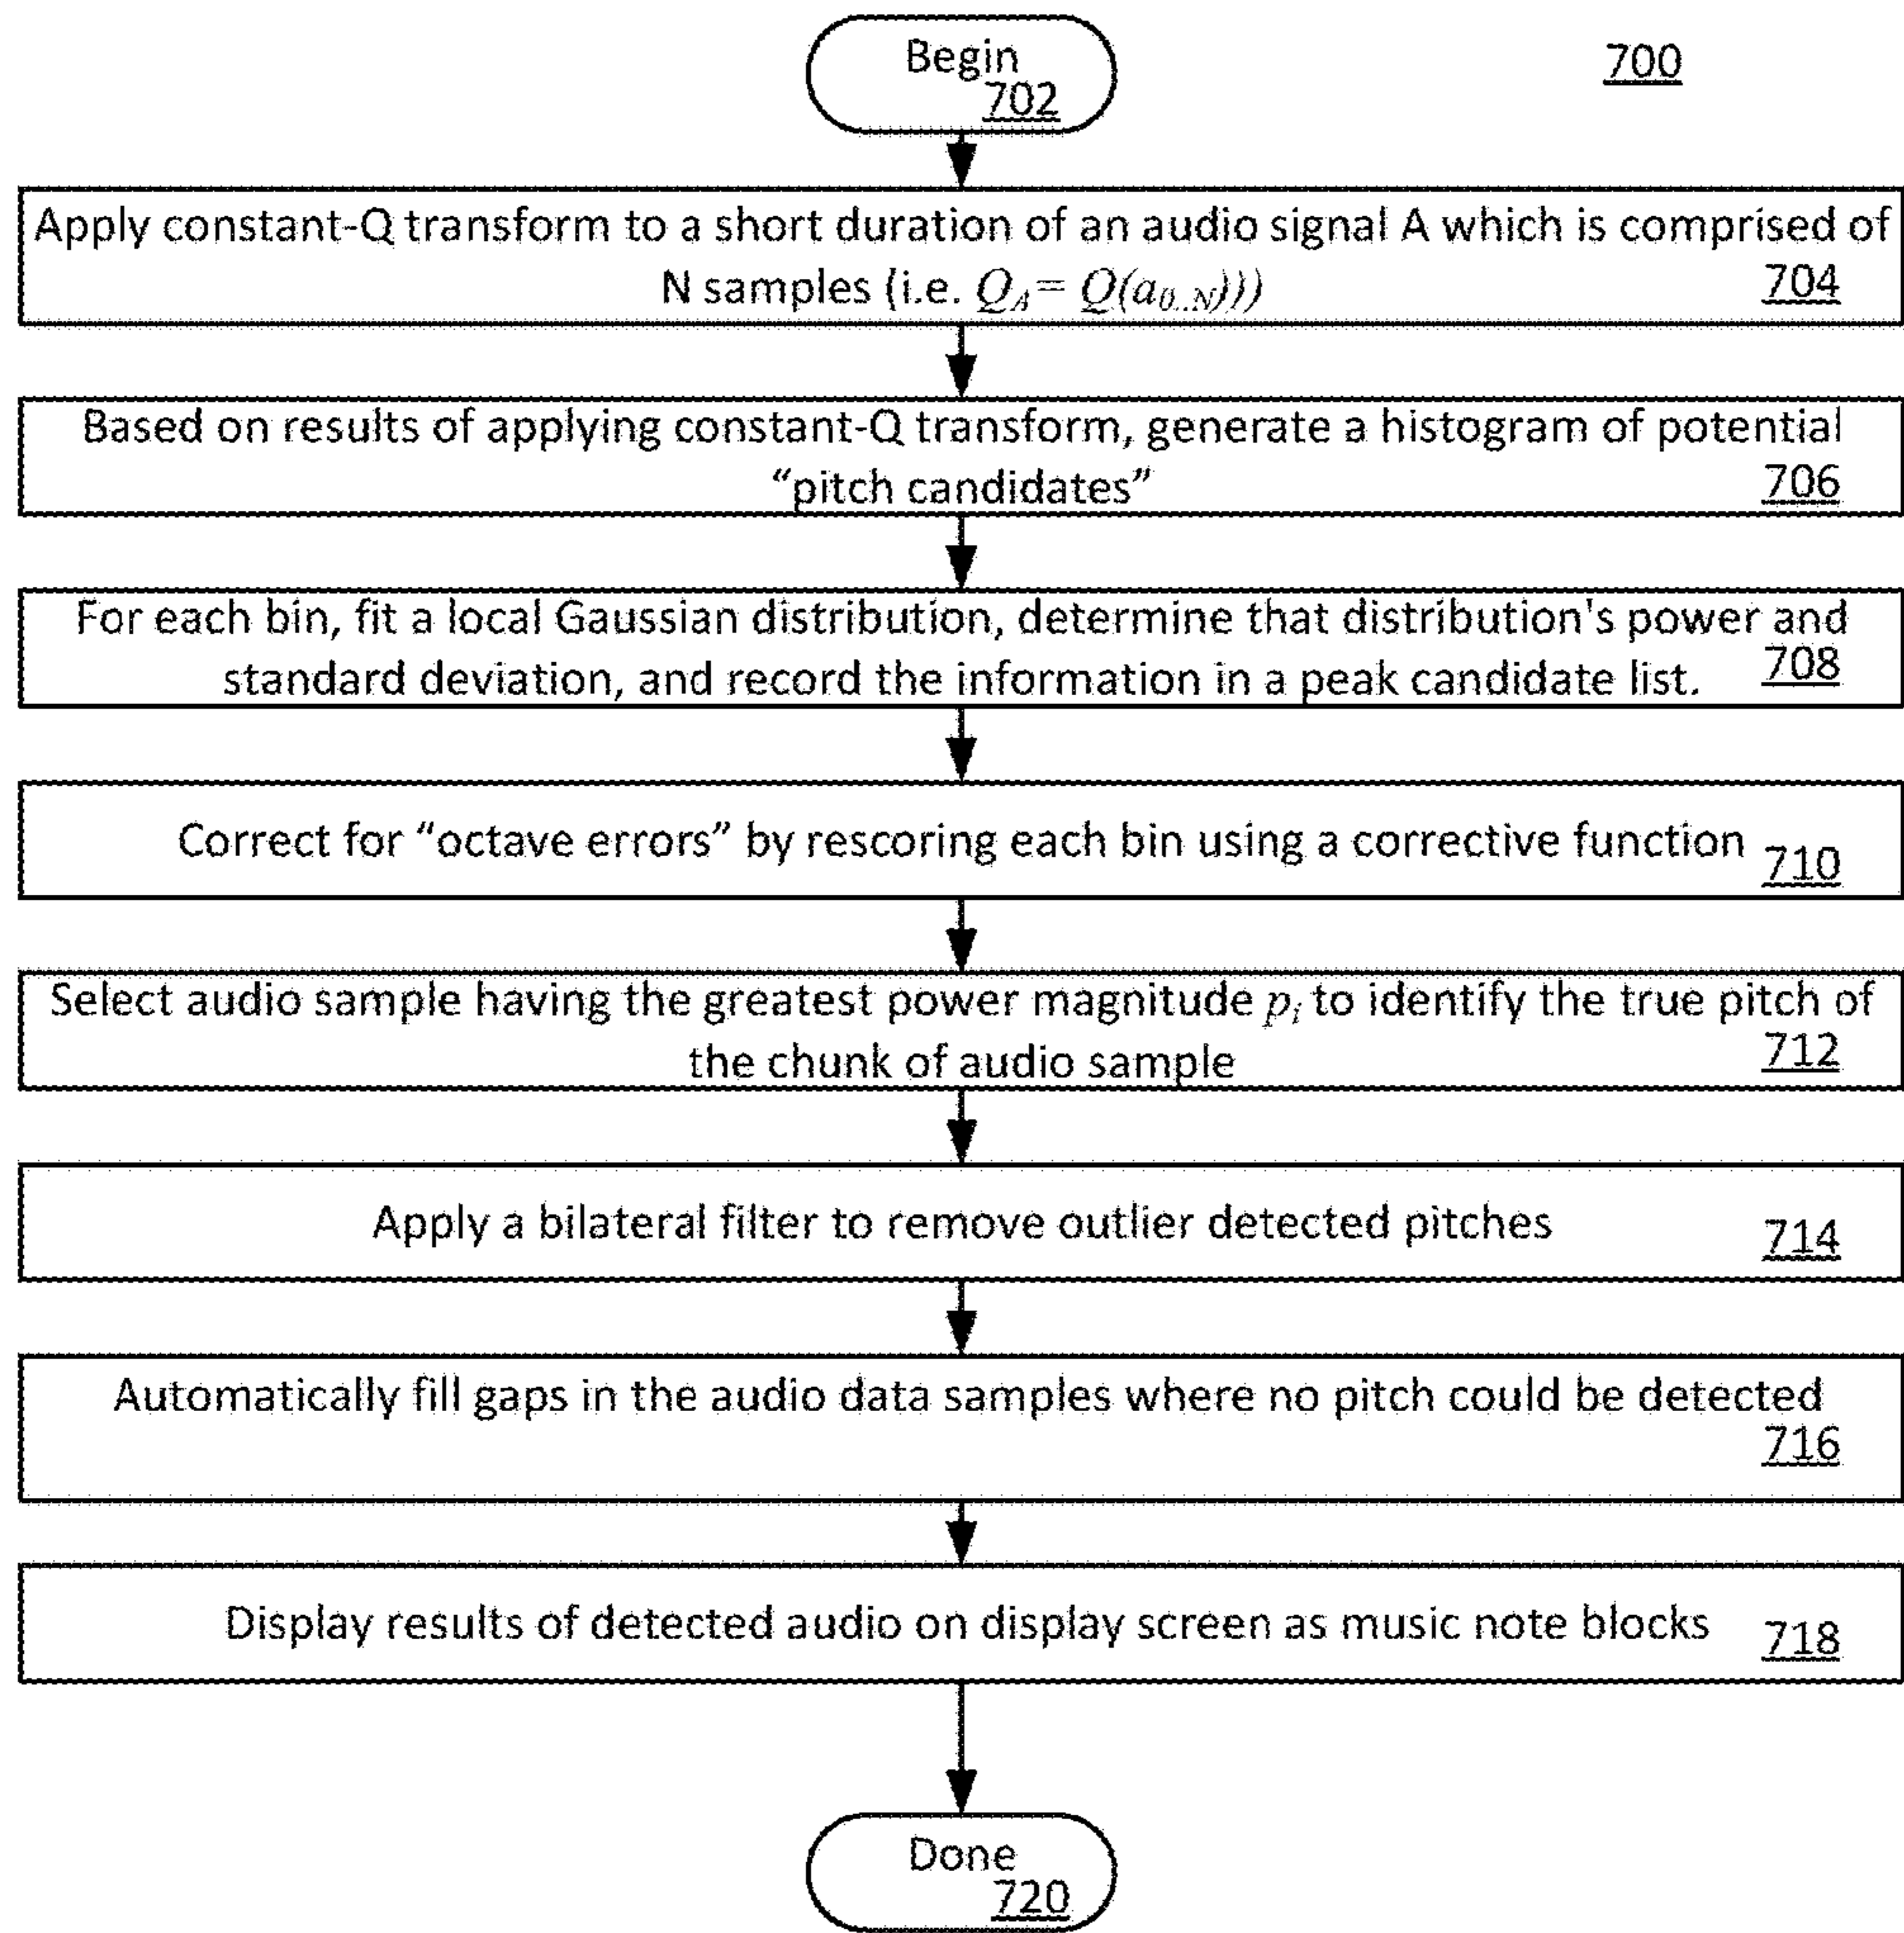 Begin
702
700
Apply constant-Q transform to a short duration of an audio signal A which is comprised of
N samples (i.e. Q_A = Q(a_{0..N})))
704
Based on results of applying constant-Q transform, generate a histogram of potential
“pitch candidates”
706
For each bin, fit a local Gaussian distribution, determine that distribution's power and
standard deviation, and record the information in a peak candidate list.
708
Correct for “octave errors” by rescoring each bin using a corrective function
710
Select audio sample having the greatest power magnitude p_i to identify the true pitch of
the chunk of audio sample
712
Apply a bilateral filter to remove outlier detected pitches
714
Automatically fill gaps in the audio data samples where no pitch could be detected
716
Display results of detected audio on display screen as music note blocks
718
Done
720